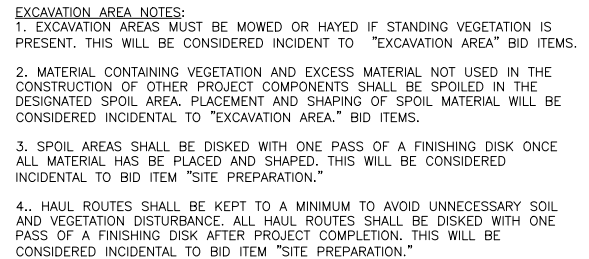 EXCAVATION AREA NOTES:
1. EXCAVATION AREAS MUST BE MOWED OR HAYED IF STANDING VEGETATION IS
PRESENT. THIS WILL BE CONSIDERED INCIDENT TO "EXCAVATION AREA" BID ITEMS.
2. MATERIAL CONTAINING VEGETATION AND EXCESS MATERIAL NOT USED IN THE
CONSTRUCTION OF OTHER PROJECT COMPONENTS SHALL BE SPOILED IN THE
DESIGNATED SPOIL AREA. PLACEMENT AND SHAPING OF SPOIL MATERIAL WILL BE
CONSIDERED INCIDENTAL TO "EXCAVATION AREA." BID ITEMS.
3. SPOIL AREAS SHALL BE DISKED WITH ONE PASS OF A FINISHING DISK ONCE
ALL MATERIAL HAS BE PLACED AND SHAPED. THIS WILL BE CONSIDERED
INCIDENTAL TO BID ITEM "SITE PREPARATION."
4.. HAUL ROUTES SHALL BE KEPT TO A MINIMUM TO AVOID UNNECESSARY SOIL
AND VEGETATION DISTURBANCE. ALL HAUL ROUTES SHALL BE DISKED WITH ONE
PASS OF A FINISHING DISK AFTER PROJECT COMPLETION. THIS WILL BE
CONSIDERED INCIDENTAL TO BID ITEM "SITE PREPARATION."